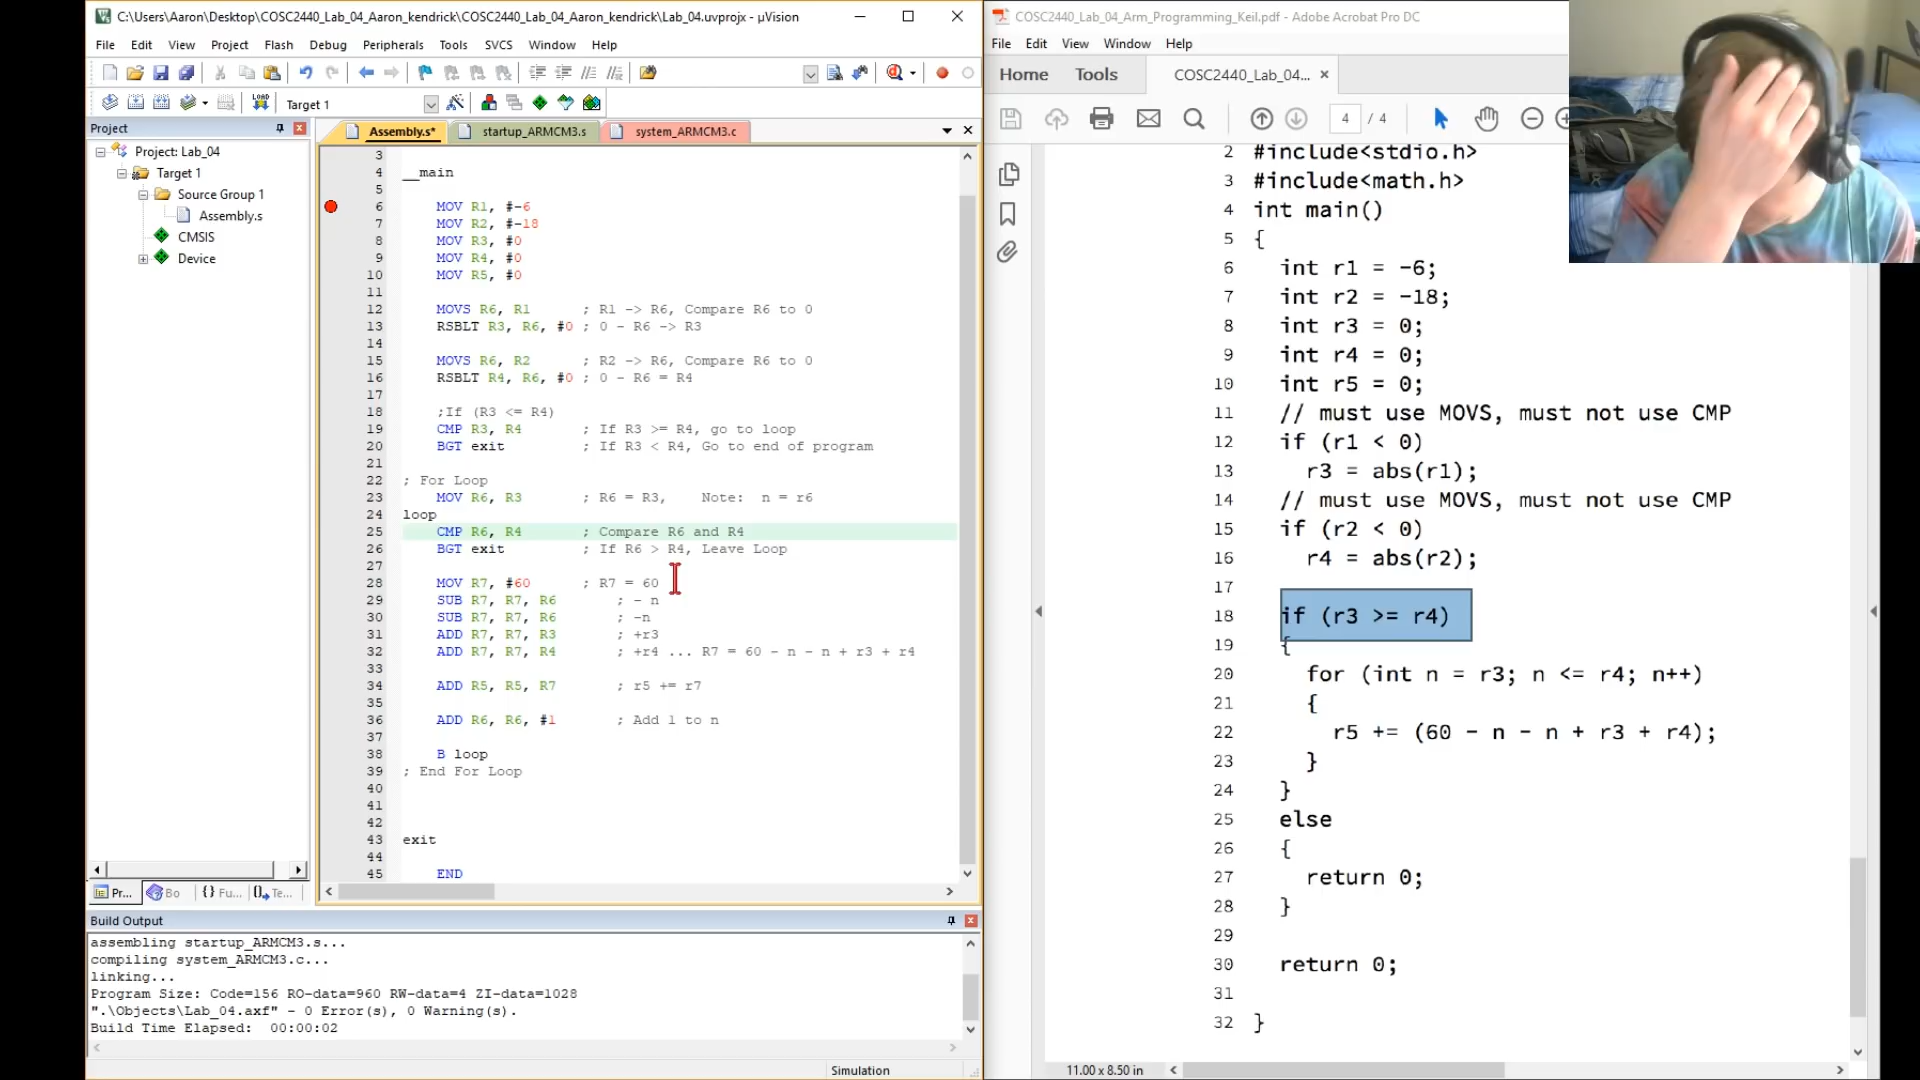 C:\Users\Aaron\Desktop\COSC2440_Lab_04_Aaron_kendrick\COSC2440_Lab_04_Aaron_kendrick\Lab_04.uvprojx - µVision
File Edit View Project Flash Debug Peripherals Tools SVCS Window Help
LOAD Target 1
Project
Project: Lab_04
Target 1
Source Group 1
Assembly.s
CMSIS
Device
Pr... Bo {} Fu... Te...
Assembly.s* startup_ARMCM3.s system_ARMCM3.c
3
4 __main
5
6 MOV R1, #-6
7 MOV R2, #-18
8 MOV R3, #0
9 MOV R4, #0
10 MOV R5, #0
11
12 MOVS R6, R1 ; R1 -> R6, Compare R6 to 0
13 RSBLT R3, R6, #0 ; 0 - R6 -> R3
14
15 MOVS R6, R2 ; R2 -> R6, Compare R6 to 0
16 RSBLT R4, R6, #0 ; 0 - R6 = R4
17
18 ;If (R3 <= R4)
19 CMP R3, R4 ; If R3 >= R4, go to loop
20 BGT exit ; If R3 < R4, Go to end of program
21
22 ; For Loop
23 MOV R6, R3 ; R6 = R3, Note: n = r6
24 loop
25 CMP R6, R4 ; Compare R6 and R4
26 BGT exit ; If R6 > R4, Leave Loop
27
28 MOV R7, #60 ; R7 = 60
29 SUB R7, R7, R6 ; - n
30 SUB R7, R7, R6 ; -n
31 ADD R7, R7, R3 ; +r3
32 ADD R7, R7, R4 ; +r4 ... R7 = 60 - n - n + r3 + r4
33
34 ADD R5, R5, R7 ; r5 += r7
35
36 ADD R6, R6, #1 ; Add 1 to n
37
38 B loop
39 ; End For Loop
40
41
42
43 exit
44
45 END
Build Output
assembling startup_ARMCM3.s...
compiling system_ARMCM3.c...
linking...
Program Size: Code=156 RO-data=960 RW-data=4 ZI-data=1028
".\Objects\Lab_04.axf" - 0 Error(s), 0 Warning(s).
Build Time Elapsed: 00:00:02
Simulation
COSC2440_Lab_04_Arm_Programming_Keil.pdf - Adobe Acrobat Pro DC
File Edit View Window Help
Home Tools COSC2440_Lab_04... ×
4 / 4
2 #include<stdio.h>
3 #include<math.h>
4 int main()
5 {
6 int r1 = -6;
7 int r2 = -18;
8 int r3 = 0;
9 int r4 = 0;
10 int r5 = 0;
11 // must use MOVS, must not use CMP
12 if (r1 < 0)
13 r3 = abs(r1);
14 // must use MOVS, must not use CMP
15 if (r2 < 0)
16 r4 = abs(r2);
17
18 if (r3 >= r4)
19 {
20 for (int n = r3; n <= r4; n++)
21 {
22 r5 += (60 - n - n + r3 + r4);
23 }
24 }
25 else
26 {
27 return 0;
28 }
29
30 return 0;
31
32 }
11.00 x 8.50 in